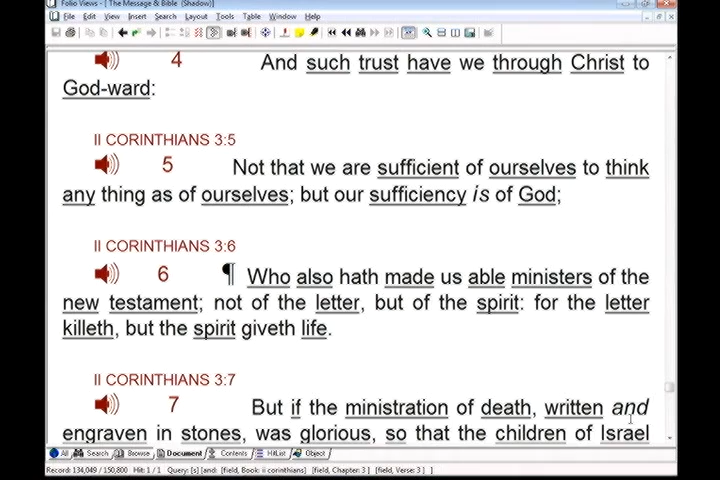 Folio Views - [The Message & Bible (Shadow)]
File Edit View Insert Search Layout Tools Table Window Help
4 And such trust have we through Christ to
God-ward:
II CORINTHIANS 3:5
5 Not that we are sufficient of ourselves to think
any thing as of ourselves; but our sufficiency is of God;
II CORINTHIANS 3:6
6 ¶ Who also hath made us able ministers of the
new testament; not of the letter, but of the spirit: for the letter
killeth, but the spirit giveth life.
II CORINTHIANS 3:7
7 But if the ministration of death, written and
engraven in stones, was glorious, so that the children of Israel
All Search Browse Document Contents HitList Object
Record: 134,049 / 150,800 Hit: 1 / 1 Query: [s] [and: [field, Book: ii corinthians] [field, Chapter: 3 ] [field, Verse: 3 ] ]